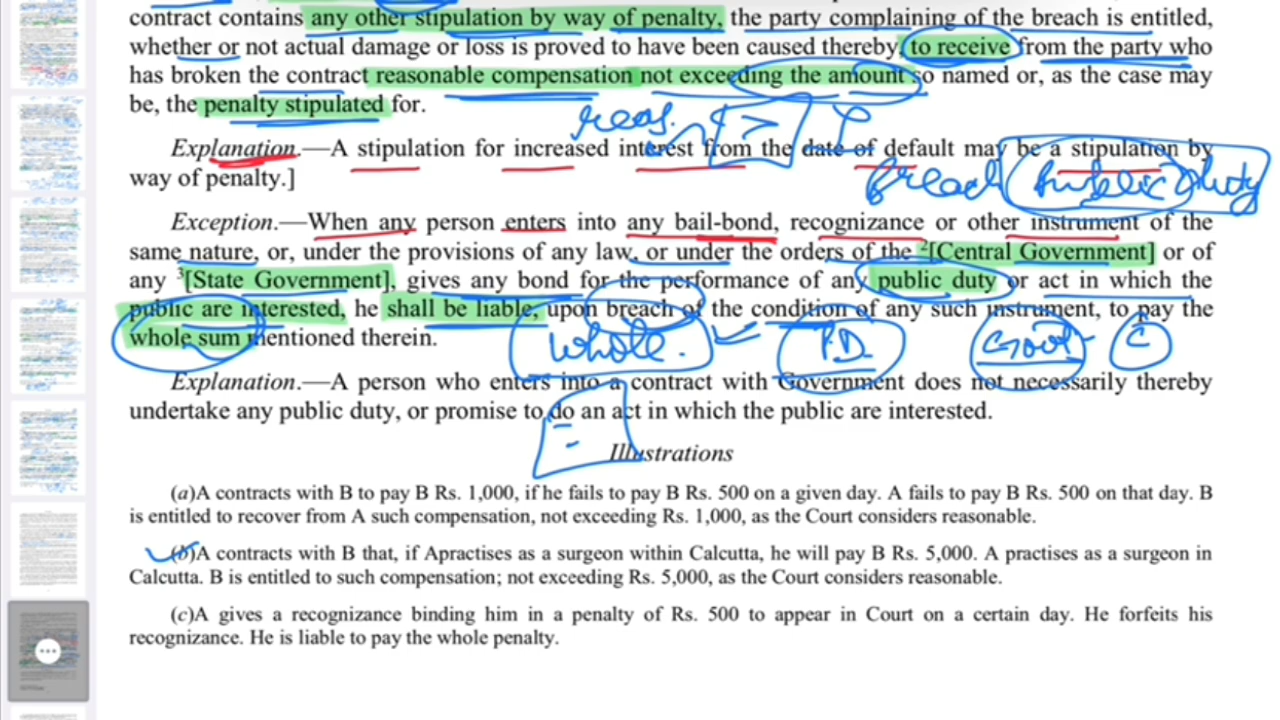 contract contains any other stipulation by way of penalty, the party complaining of the breach is entitled,
whether or not actual damage or loss is proved to have been caused thereby, to receive from the party who
has broken the contract reasonable compensation not exceeding the amount so named or, as the case may
be, the penalty stipulated for.
reas. >
Explanation.—A stipulation for increased interest from the date of default may be a stipulation by
way of penalty.]
breach Public duty
Exception.—When any person enters into any bail-bond, recognizance or other instrument of the
same nature, or, under the provisions of any law, or under the orders of the 2[Central Government] or of
any 3[State Government], gives any bond for the performance of any public duty or act in which the
public are interested, he shall be liable, upon breach of the condition of any such instrument, to pay the
whole sum mentioned therein.
whole. P.D. Govt C
Explanation.—A person who enters into a contract with Government does not necessarily thereby
undertake any public duty, or promise to do an act in which the public are interested.
Illustrations
(a)A contracts with B to pay B Rs. 1,000, if he fails to pay B Rs. 500 on a given day. A fails to pay B Rs. 500 on that day. B
is entitled to recover from A such compensation, not exceeding Rs. 1,000, as the Court considers reasonable.
(b)A contracts with B that, if Apractises as a surgeon within Calcutta, he will pay B Rs. 5,000. A practises as a surgeon in
Calcutta. B is entitled to such compensation; not exceeding Rs. 5,000, as the Court considers reasonable.
(c)A gives a recognizance binding him in a penalty of Rs. 500 to appear in Court on a certain day. He forfeits his
recognizance. He is liable to pay the whole penalty.